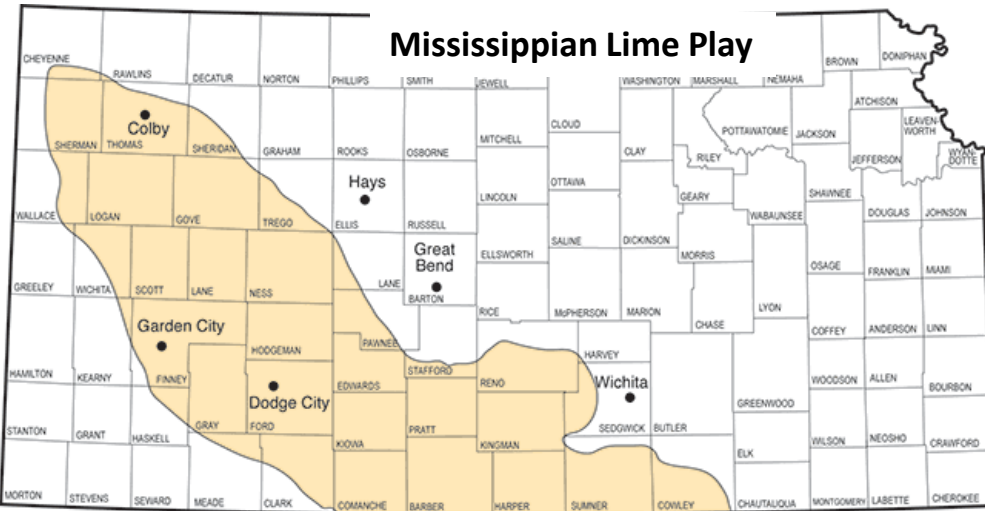 Mississippian Lime Play
CHEYENNE
RAWLINS
DECATUR
NORTON
PHILLIPS
SMITH
JEWELL
WASHINGTON
MARSHALL
NEMAHA
BROWN
DONIPHAN
ATCHISON
LEAVEN-
WORTH
WYAN-
DOTTE
Colby
SHERMAN
THOMAS
SHERIDAN
GRAHAM
ROOKS
OSBORNE
MITCHELL
CLOUD
CLAY
RILEY
POTTAWATOMIE
JACKSON
JEFFERSON
Hays
WALLACE
LOGAN
GOVE
TREGO
ELLIS
RUSSELL
LINCOLN
OTTAWA
GEARY
WABAUNSEE
SHAWNEE
DOUGLAS
JOHNSON
Great
Bend
ELLSWORTH
SALINE
DICKINSON
MORRIS
OSAGE
FRANKLIN
MIAMI
GREELEY
WICHITA
SCOTT
LANE
NESS
LANE
BARTON
RICE
McPHERSON
MARION
CHASE
LYON
COFFEY
ANDERSON
LINN
Garden City
HODGEMAN
PAWNEE
STAFFORD
RENO
HARVEY
HAMILTON
KEARNY
FINNEY
Dodge City
EDWARDS
Wichita
GREENWOOD
WOODSON
ALLEN
BOURBON
STANTON
GRANT
HASKELL
GRAY
FORD
KIOWA
PRATT
KINGMAN
SEDGWICK
BUTLER
ELK
WILSON
NEOSHO
CRAWFORD
MORTON
STEVENS
SEWARD
MEADE
CLARK
COMANCHE
BARBER
HARPER
SUMNER
COWLEY
CHAUTAUQUA
MONTGOMERY
LABETTE
CHEROKEE